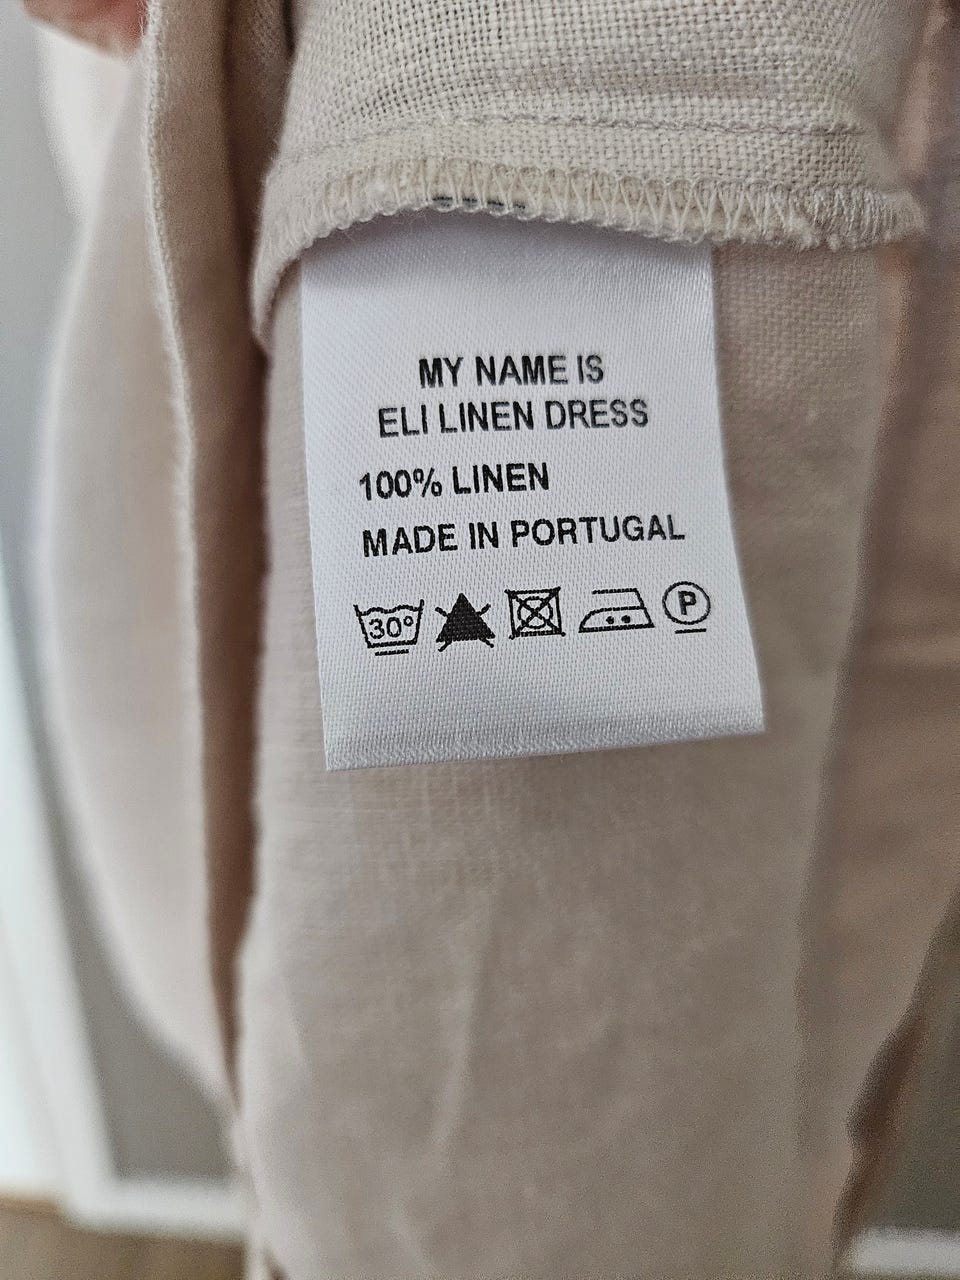 MY NAME IS
ELI LINEN DRESS
100% LINEN
MADE IN PORTUGAL
30° P